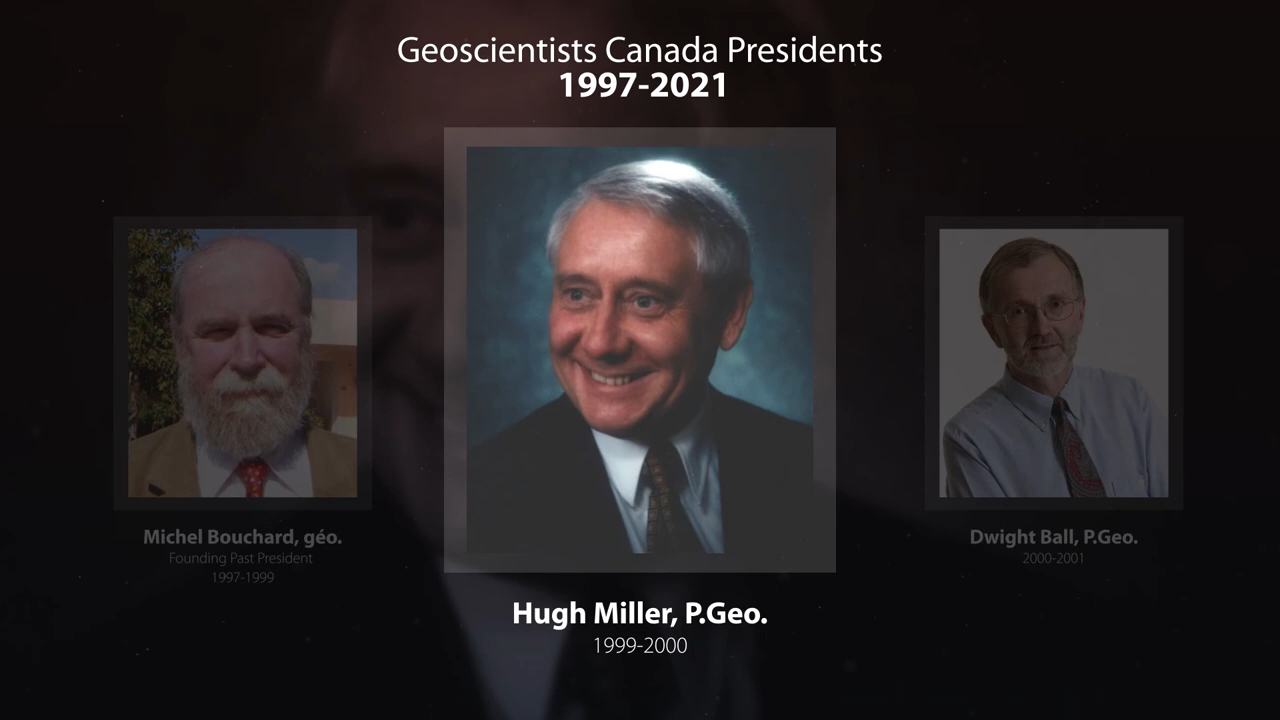 Geoscientists Canada Presidents
1997-2021
Michel Bouchard, géo.
Founding Past President
1997-1999
Hugh Miller, P.Geo.
1999-2000
Dwight Ball, P.Geo.
2000-2001